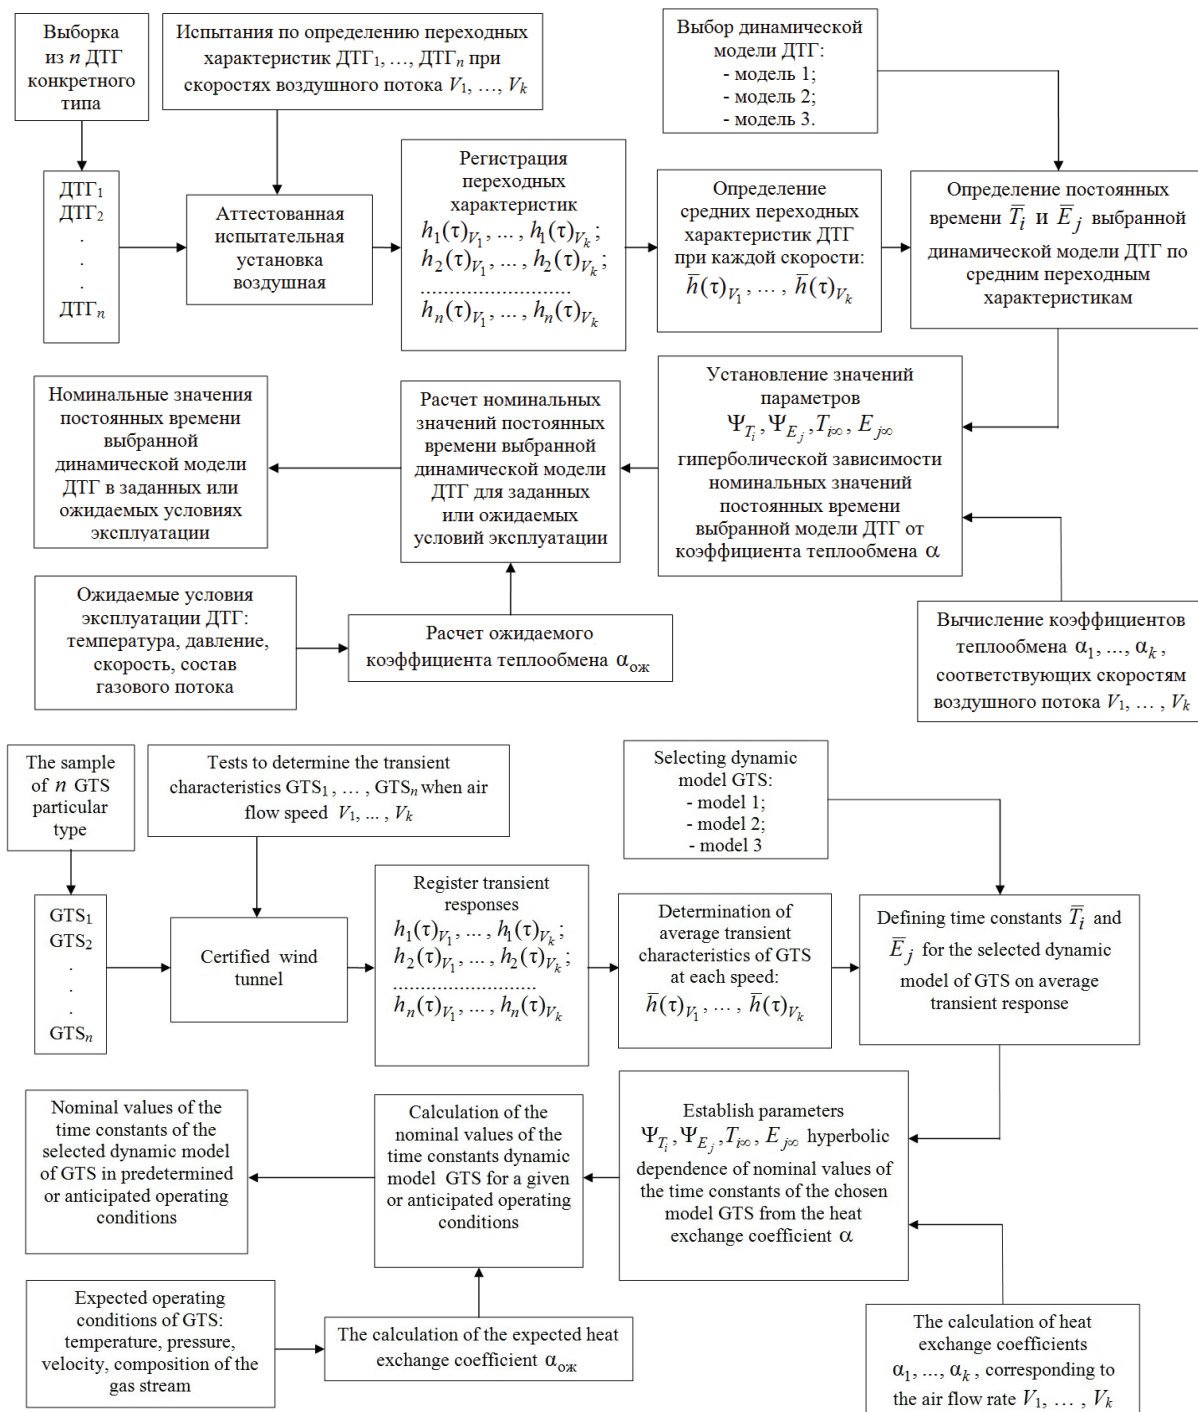 Выборка
из n ДТГ
конкретного
типа
Испытания по определению переходных
характеристик ДТГ₁, …, ДТГₙ при
скоростях воздушного потока V₁, …, Vₖ
Выбор динамической
модели ДТГ:
- модель 1;
- модель 2;
- модель 3.
ДТГ₁
ДТГ₂
.
.
.
ДТГₙ
Аттестованная
испытательная
установка
воздушная
Регистрация
переходных
характеристик
h₁(τ)_{V₁}, ... , h₁(τ)_{Vₖ};
h₂(τ)_{V₁}, ... , h₂(τ)_{Vₖ};
..........................
hₙ(τ)_{V₁}, ... , hₙ(τ)_{Vₖ}
Определение
средних переходных
характеристик ДТГ
при каждой скорости:
h̅(τ)_{V₁}, ... , h̅(τ)_{Vₖ}
Определение постоянных
времени T̅ᵢ и E̅ⱼ выбранной
динамической модели ДТГ по
средним переходным
характеристикам
Номинальные значения
постоянных времени
выбранной
динамической модели
ДТГ в заданных или
ожидаемых условиях
эксплуатации
Расчет номинальных
значений постоянных
времени выбранной
динамической модели
ДТГ для заданных
или ожидаемых
условий эксплуатации
Установление значений
параметров
Ψ_{Tᵢ}, Ψ_{Eⱼ}, T_{i∞}, E_{j∞}
гиперболической зависимости
номинальных значений
постоянных времени
выбранной модели ДТГ от
коэффициента теплообмена α
Ожидаемые условия
эксплуатации ДТГ:
температура, давление,
скорость, состав
газового потока
Расчет ожидаемого
коэффициента теплообмена α_{ож}
Вычисление коэффициентов
теплообмена α₁, ..., αₖ,
соответствующих скоростям
воздушного потока V₁, … , Vₖ
The sample
of n GTS
particular
type
Tests to determine the transient
characteristics GTS₁, … , GTSₙ when air
flow speed V₁, ... , Vₖ
Selecting dynamic
model GTS:
- model 1;
- model 2;
- model 3
GTS₁
GTS₂
.
.
.
GTSₙ
Certified wind
tunnel
Register transient
responses
h₁(τ)_{V₁}, ... , h₁(τ)_{Vₖ};
h₂(τ)_{V₁}, ... , h₂(τ)_{Vₖ};
..........................
hₙ(τ)_{V₁}, ... , hₙ(τ)_{Vₖ}
Determination of
average transient
characteristics of GTS
at each speed:
h̅(τ)_{V₁}, ... , h̅(τ)_{Vₖ}
Defining time constants T̅ᵢ and
E̅ⱼ for the selected dynamic
model of GTS on average
transient response
Nominal values of the
time constants of the
selected dynamic model
of GTS in predetermined
or anticipated operating
conditions
Calculation of the
nominal values of the
time constants dynamic
model GTS for a given
or anticipated operating
conditions
Establish parameters
Ψ_{Tᵢ}, Ψ_{Eⱼ}, T_{i∞}, E_{j∞} hyperbolic
dependence of nominal values of
the time constants of the chosen
model GTS from the heat
exchange coefficient α
Expected operating
conditions of GTS:
temperature, pressure,
velocity, composition of the
gas stream
The calculation of the expected heat
exchange coefficient α_{ож}
The calculation of heat
exchange coefficients
α₁, ..., αₖ, corresponding to
the air flow rate V₁, … , Vₖ